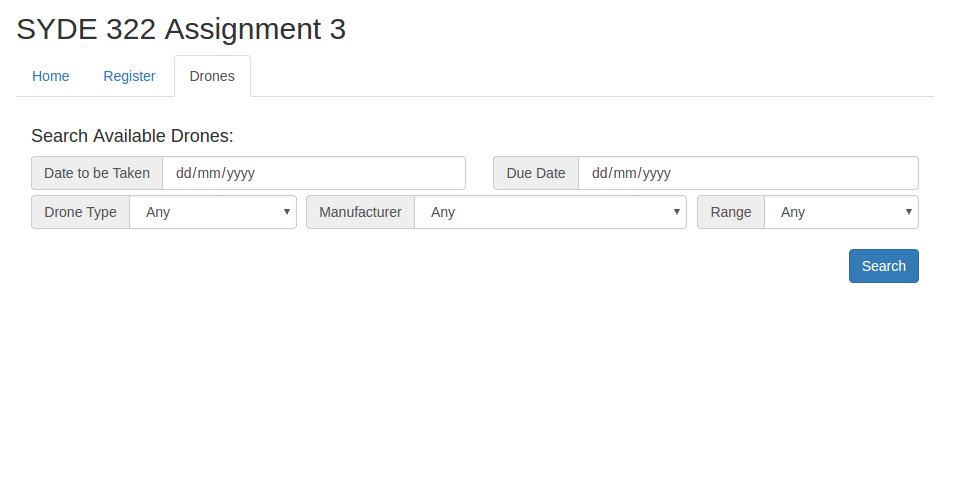 SYDE 322 Assignment 3
Home Register Drones
Search Available Drones:
Date to be Taken dd/mm/yyyy Due Date dd/mm/yyyy
Drone Type Any Manufacturer Any Range Any
Search